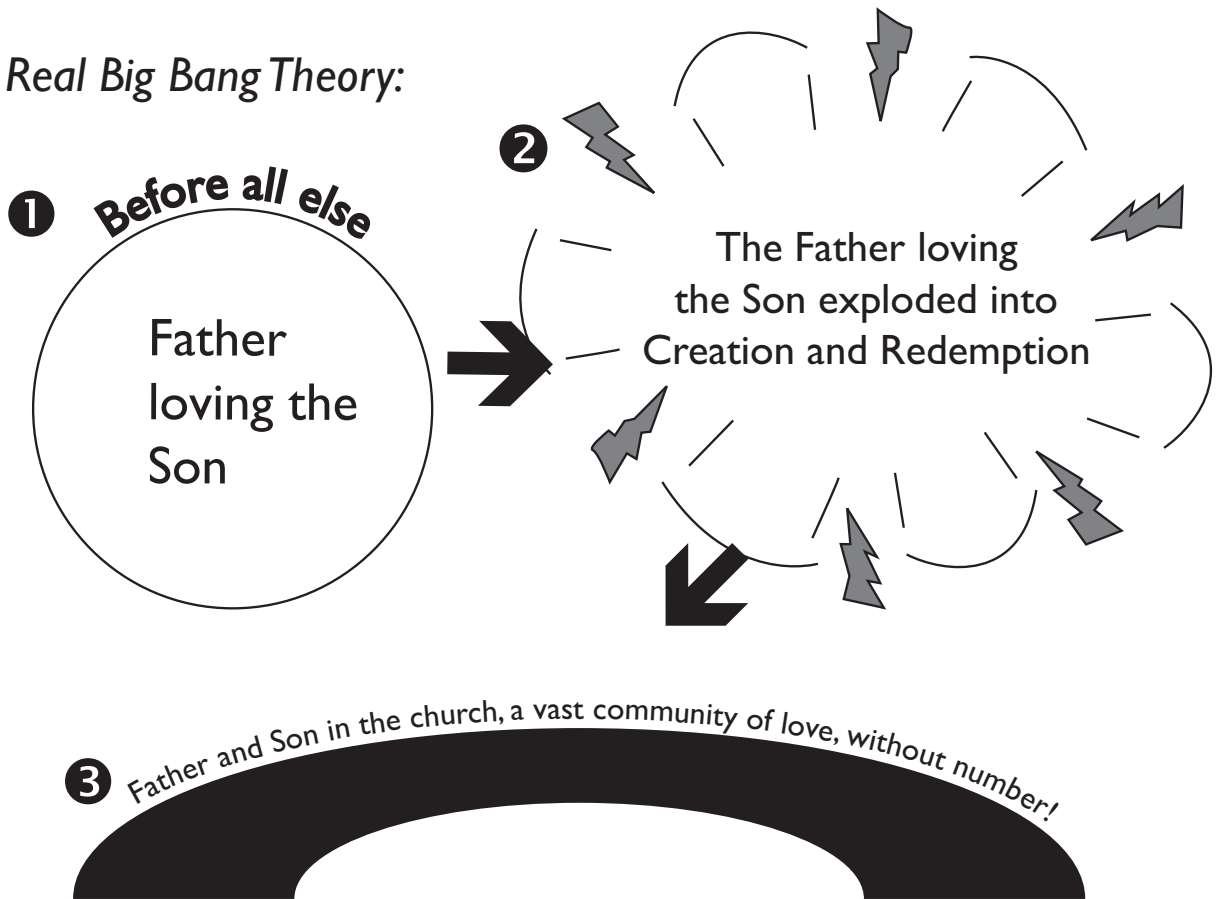 Real Big Bang Theory:
❶
Before all else
Father
loving the
Son
❷
The Father loving
the Son exploded into
Creation and Redemption
❸
Father and Son in the church, a vast community of love, without number!